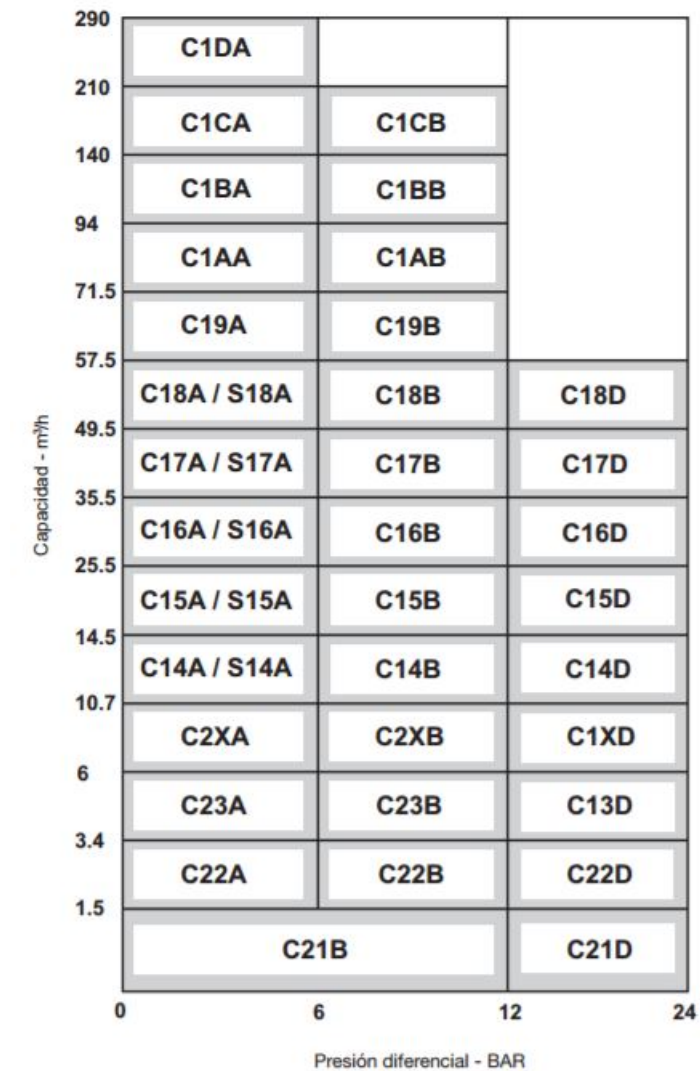 290
C1DA
210
C1CA C1CB
140
C1BA C1BB
94
C1AA C1AB
71.5
C19A C19B
57.5
C18A / S18A C18B C18D
49.5
C17A / S17A C17B C17D
35.5
C16A / S16A C16B C16D
25.5
C15A / S15A C15B C15D
14.5
C14A / S14A C14B C14D
10.7
C2XA C2XB C1XD
6
C23A C23B C13D
3.4
C22A C22B C22D
1.5
C21B C21D
0 6 12 24
Capacidad - m³/h
Presión diferencial - BAR